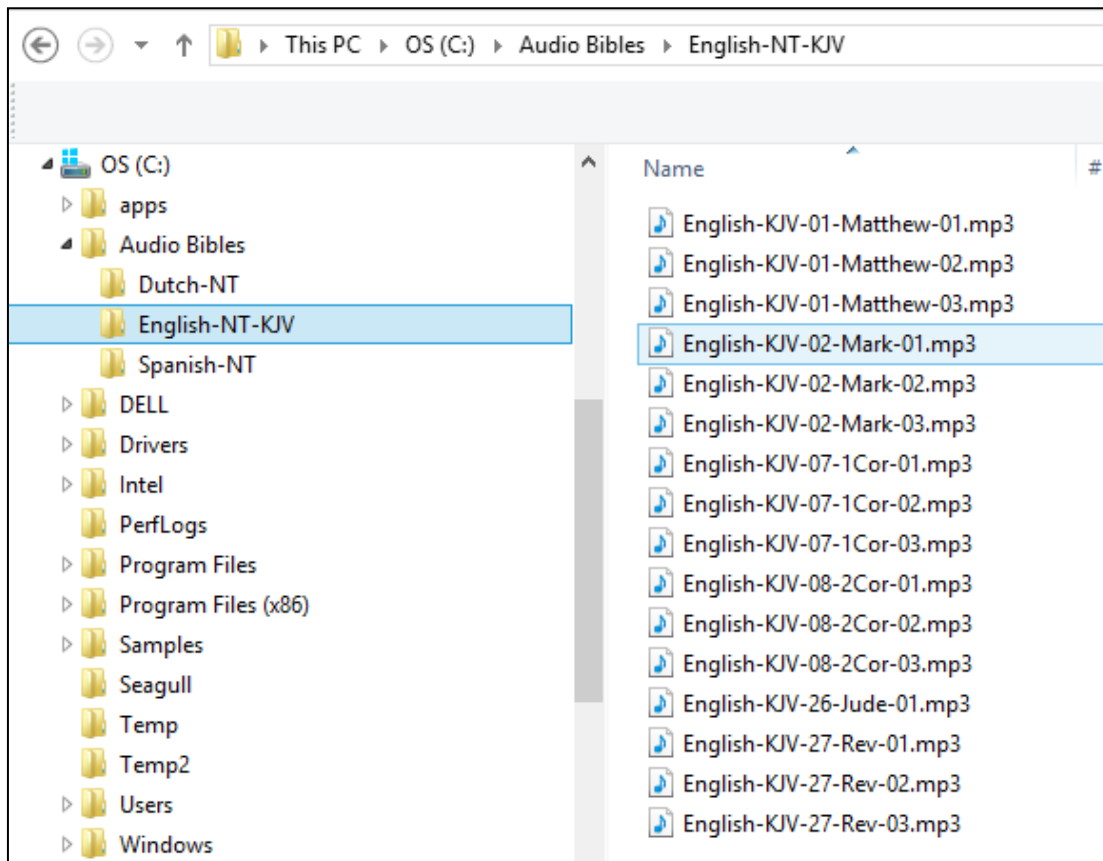 This PC OS (C:) Audio Bibles English-NT-KJV
OS (C:)
apps
Audio Bibles
Dutch-NT
English-NT-KJV
Spanish-NT
DELL
Drivers
Intel
PerfLogs
Program Files
Program Files (x86)
Samples
Seagull
Temp
Temp2
Users
Windows
Name #
English-KJV-01-Matthew-01.mp3
English-KJV-01-Matthew-02.mp3
English-KJV-01-Matthew-03.mp3
English-KJV-02-Mark-01.mp3
English-KJV-02-Mark-02.mp3
English-KJV-02-Mark-03.mp3
English-KJV-07-1Cor-01.mp3
English-KJV-07-1Cor-02.mp3
English-KJV-07-1Cor-03.mp3
English-KJV-08-2Cor-01.mp3
English-KJV-08-2Cor-02.mp3
English-KJV-08-2Cor-03.mp3
English-KJV-26-Jude-01.mp3
English-KJV-27-Rev-01.mp3
English-KJV-27-Rev-02.mp3
English-KJV-27-Rev-03.mp3